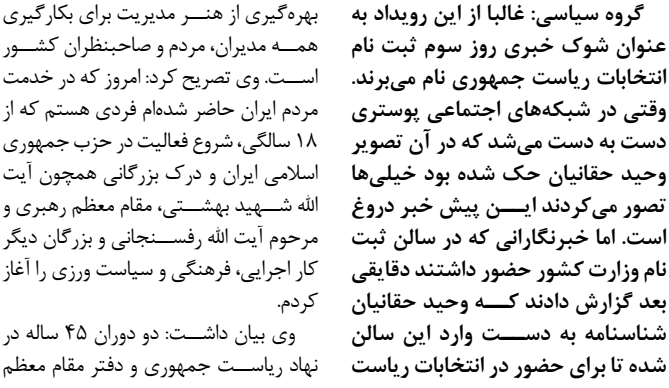 گروه سیاسی: غالبا از این رویداد به
عنوان شوک خبری روز سوم ثبت نام
انتخابات ریاست جمهوری نام می‌برند.
وقتی در شبکه‌های اجتماعی پوستری
دست به دست می‌شد که در آن تصویر
وحید حقانیان حک شده بود خیلی‌ها
تصور می‌کردند ایـــن پیش خبر دروغ
است. اما خبرنگارانی که در سالن ثبت
نام وزارت کشور حضور داشتند دقایقی
بعد گزارش دادند کـــه وحید حقانیان
شناسنامه به دســـت وارد این سالن
شده تا برای حضور در انتخابات ریاست
بهره‌گیری از هنـــر مدیریت برای بکارگیری
همـــه مدیران، مردم و صاحبنظران کشـــور
اســـت. وی تصریح کرد: امروز که در خدمت
مردم ایران حاضر شده‌ام فردی هستم که از
۱۸ سالگی، شروع فعالیت در حزب جمهوری
اسلامی ایران و درک بزرگانی همچون آیت
الله شـــهید بهشـــتی، مقام معظم رهبری و
مرحوم آیت الله رفســـنجانی و بزرگان دیگر
کار اجرایی، فرهنگی و سیاست ورزی را آغاز
کردم.
وی بیان داشـــت: دو دوران ۴۵ ساله در
نهاد ریاســـت جمهوری و دفتر مقام معظم